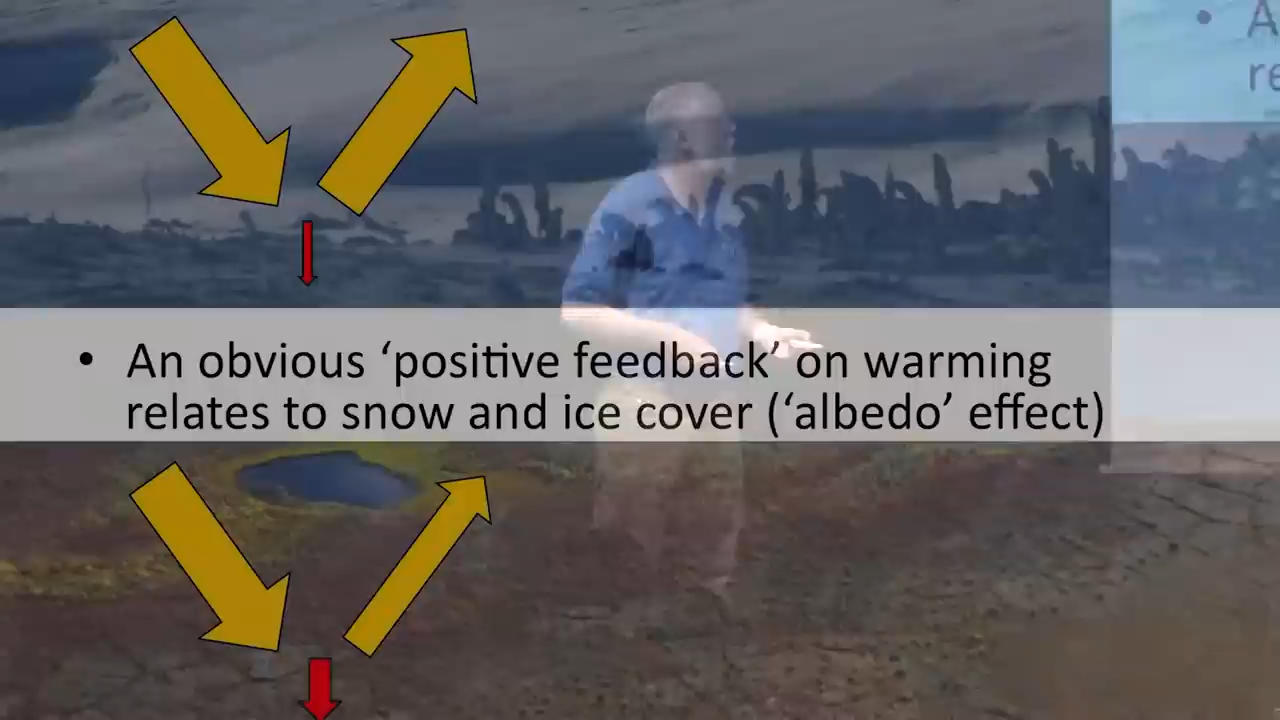 • An obvious ‘positive feedback’ on warming
relates to snow and ice cover (‘albedo’ effect)